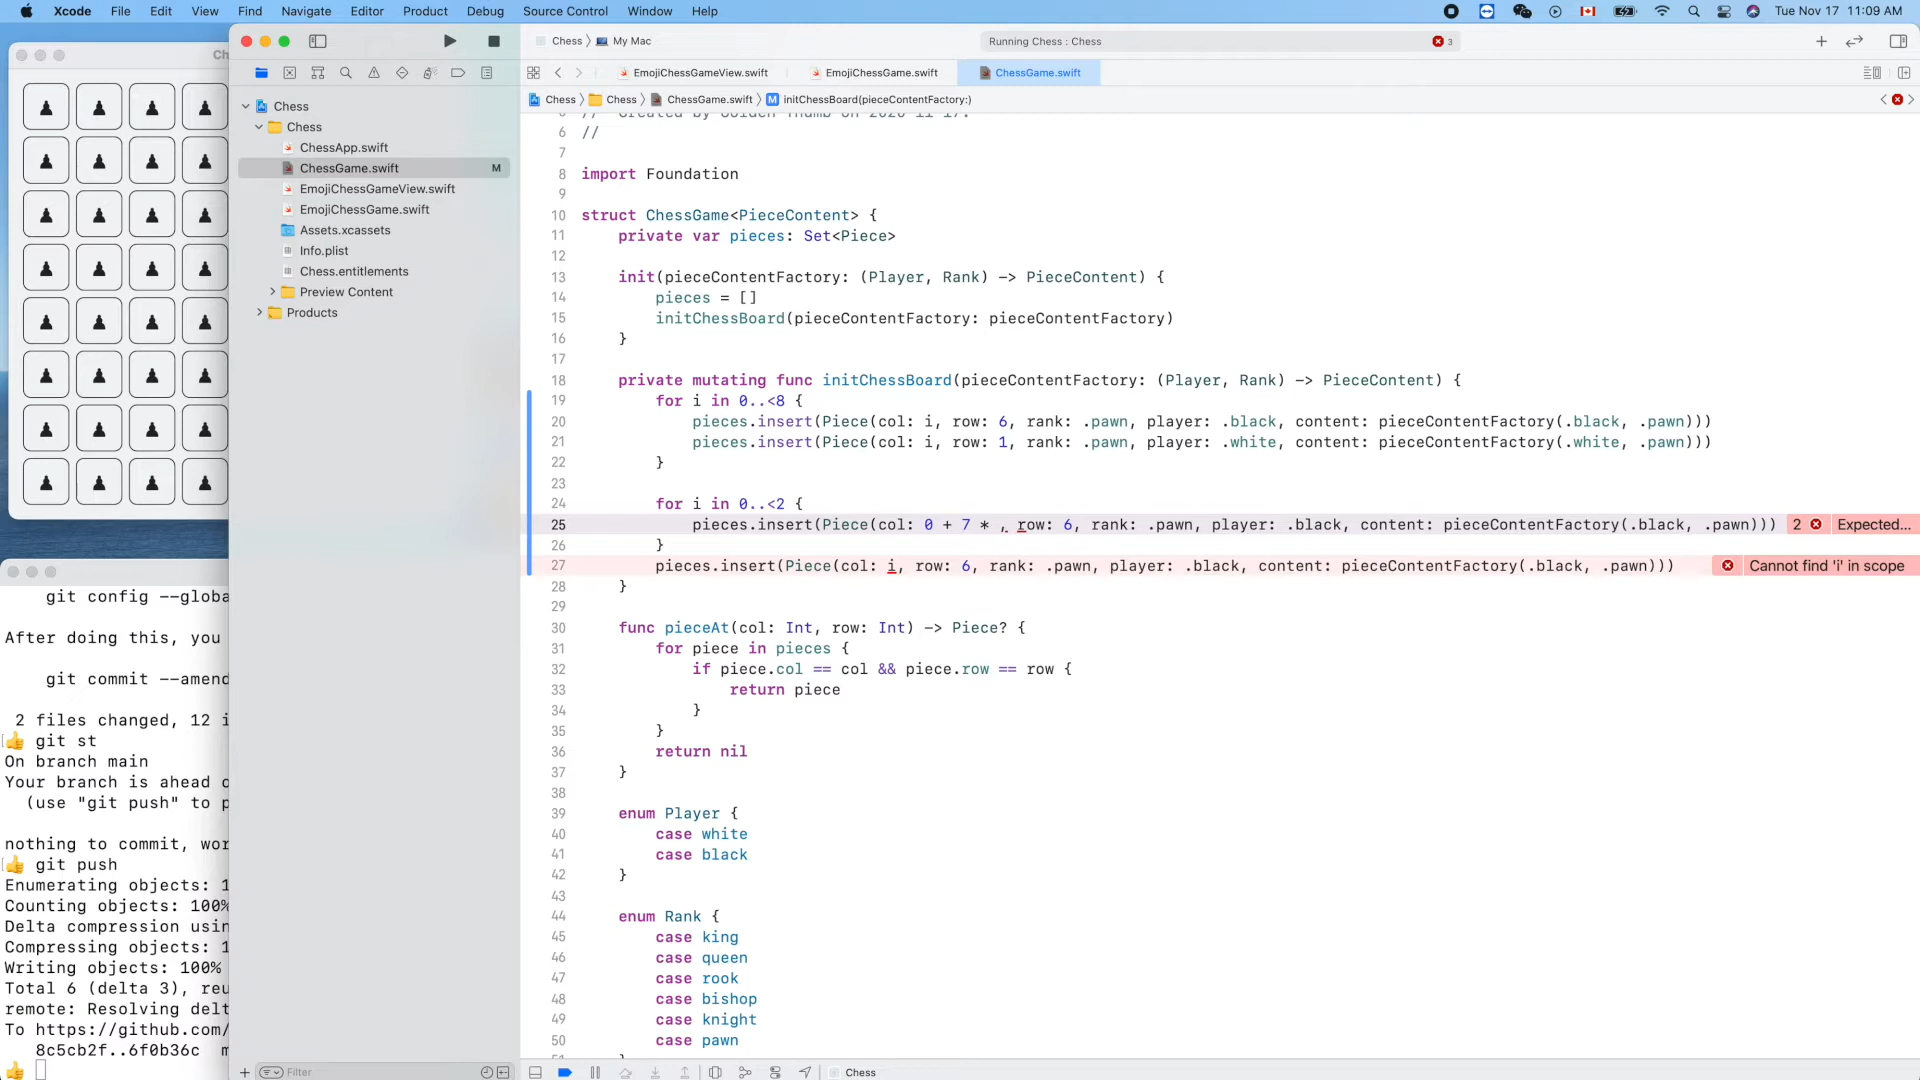 Xcode File Edit View Find Navigate Editor Product Debug Source Control Window Help
Tue Nov 17 11:09 AM
Chess
My Mac
Running Chess : Chess
3
EmojiChessGameView.swift
EmojiChessGame.swift
ChessGame.swift
Chess
Chess
ChessGame.swift
M
initChessBoard(pieceContentFactory:)
Chess
Chess
ChessApp.swift
ChessGame.swift
M
EmojiChessGameView.swift
EmojiChessGame.swift
Assets.xcassets
Info.plist
Chess.entitlements
Preview Content
Products
Filter
6 //
7
8 import Foundation
9
10 struct ChessGame<PieceContent> {
11 private var pieces: Set<Piece>
12
13 init(pieceContentFactory: (Player, Rank) -> PieceContent) {
14 pieces = []
15 initChessBoard(pieceContentFactory: pieceContentFactory)
16 }
17
18 private mutating func initChessBoard(pieceContentFactory: (Player, Rank) -> PieceContent) {
19 for i in 0..<8 {
20 pieces.insert(Piece(col: i, row: 6, rank: .pawn, player: .black, content: pieceContentFactory(.black, .pawn)))
21 pieces.insert(Piece(col: i, row: 1, rank: .pawn, player: .white, content: pieceContentFactory(.white, .pawn)))
22 }
23
24 for i in 0..<2 {
25 pieces.insert(Piece(col: 0 + 7 * , row: 6, rank: .pawn, player: .black, content: pieceContentFactory(.black, .pawn)))
2
Expected...
26 }
27 pieces.insert(Piece(col: i, row: 6, rank: .pawn, player: .black, content: pieceContentFactory(.black, .pawn)))
Cannot find 'i' in scope
28 }
29
30 func pieceAt(col: Int, row: Int) -> Piece? {
31 for piece in pieces {
32 if piece.col == col && piece.row == row {
33 return piece
34 }
35 }
36 return nil
37 }
38
39 enum Player {
40 case white
41 case black
42 }
43
44 enum Rank {
45 case king
46 case queen
47 case rook
48 case bishop
49 case knight
50 case pawn
Chess
git config --globa
After doing this, you
git commit --amend
2 files changed, 12 i
git st
On branch main
Your branch is ahead o
(use "git push" to p
nothing to commit, wor
git push
Enumerating objects: 1
Counting objects: 100%
Delta compression usin
Compressing objects: 1
Writing objects: 100%
Total 6 (delta 3), reu
remote: Resolving delt
To https://github.com/
8c5cb2f..6f0b36c m